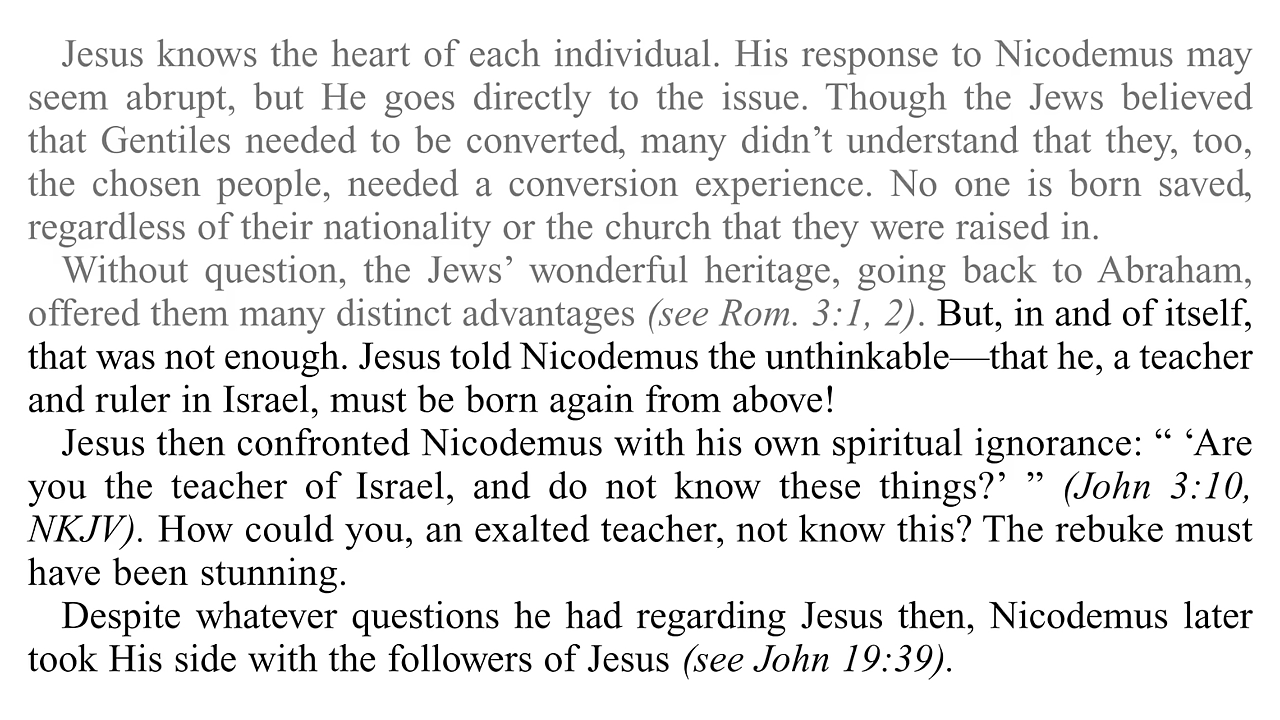 Jesus knows the heart of each individual. His response to Nicodemus may
seem abrupt, but He goes directly to the issue. Though the Jews believed
that Gentiles needed to be converted, many didn’t understand that they, too,
the chosen people, needed a conversion experience. No one is born saved,
regardless of their nationality or the church that they were raised in.
Without question, the Jews’ wonderful heritage, going back to Abraham,
offered them many distinct advantages (see Rom. 3:1, 2). But, in and of itself,
that was not enough. Jesus told Nicodemus the unthinkable—that he, a teacher
and ruler in Israel, must be born again from above!
Jesus then confronted Nicodemus with his own spiritual ignorance: “ ‘Are
you the teacher of Israel, and do not know these things?’ ” (John 3:10,
NKJV). How could you, an exalted teacher, not know this? The rebuke must
have been stunning.
Despite whatever questions he had regarding Jesus then, Nicodemus later
took His side with the followers of Jesus (see John 19:39).